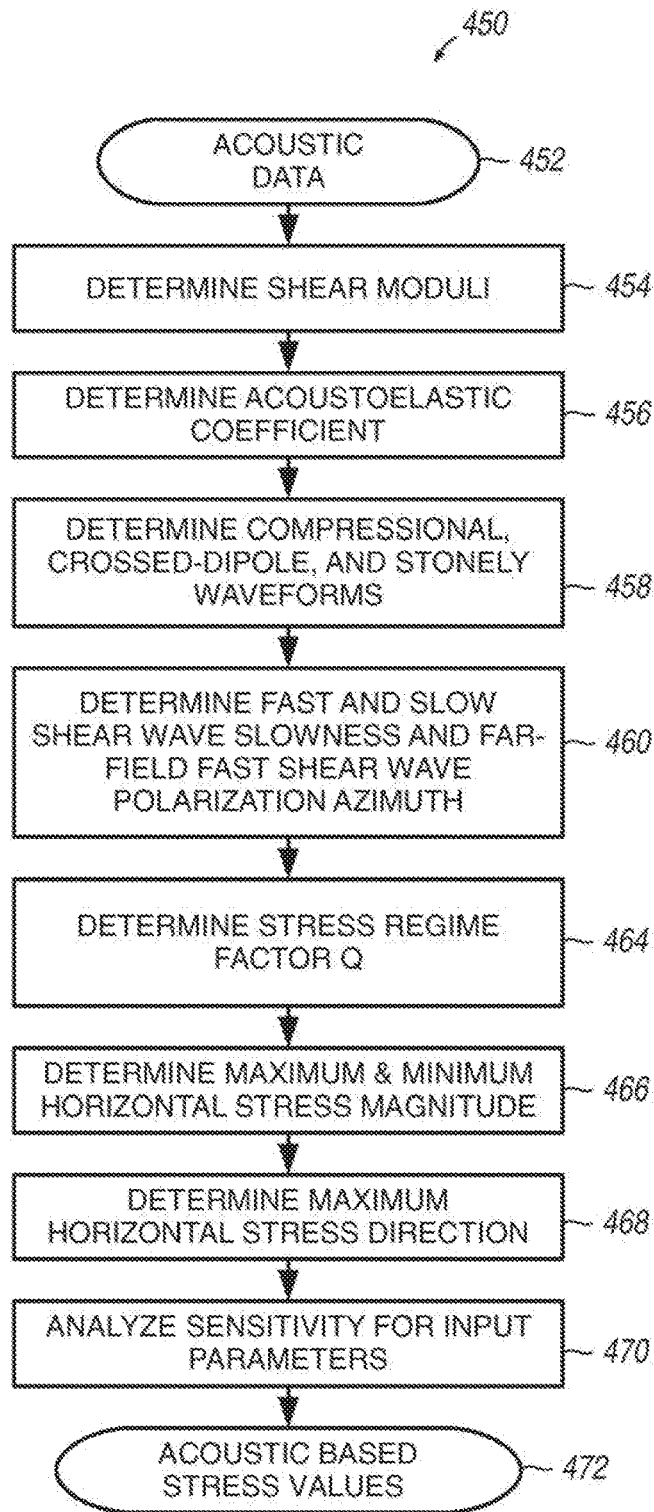 450
ACOUSTIC
DATA
452
DETERMINE SHEAR MODULI
454
DETERMINE ACOUSTOELASTIC
COEFFICIENT
456
DETERMINE COMPRESSIONAL,
CROSSED-DIPOLE, AND STONELY
WAVEFORMS
458
DETERMINE FAST AND SLOW
SHEAR WAVE SLOWNESS AND FAR-
FIELD FAST SHEAR WAVE
POLARIZATION AZIMUTH
460
DETERMINE STRESS REGIME
FACTOR Q
464
DETERMINE MAXIMUM & MINIMUM
HORIZONTAL STRESS MAGNITUDE
466
DETERMINE MAXIMUM
HORIZONTAL STRESS DIRECTION
468
ANALYZE SENSITIVITY FOR INPUT
PARAMETERS
470
ACOUSTIC BASED
STRESS VALUES
472